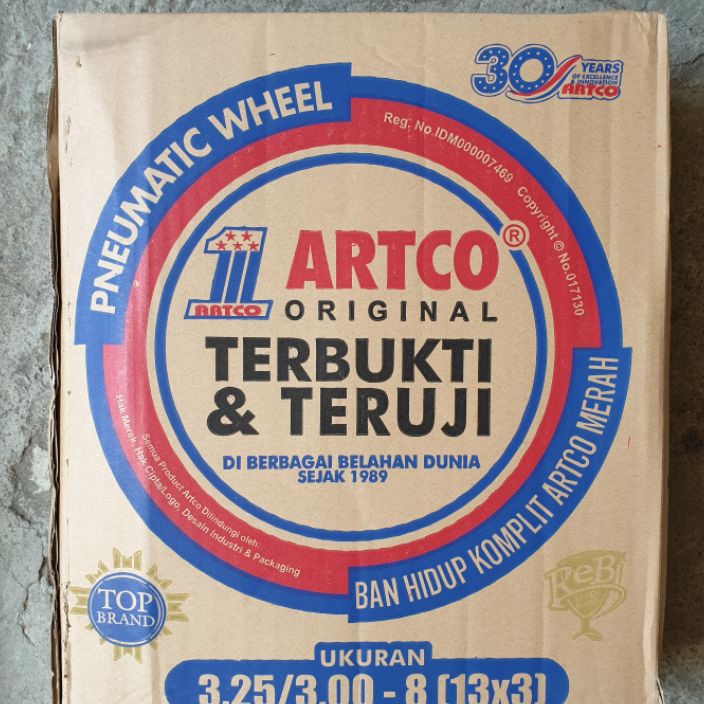 30 YEARS
OF EXCELLENCE
& INNOVATION
ARTCO
PNEUMATIC WHEEL
Reg. No.IDM000007469 Copyright © No.017130
1
ARTCO
ARTCO®
ORIGINAL
TERBUKTI
& TERUJI
DI BERBAGAI BELAHAN DUNIA
SEJAK 1989
Semua Product Artco Dilindungi oleh:
Hak Merek, Hak Cipta/Logo, Desain Industri & Packaging
BAN HIDUP KOMPLIT ARTCO MERAH
TOP
BRAND
ReBi
UKURAN
3.25/3.00 - 8 (13x3)